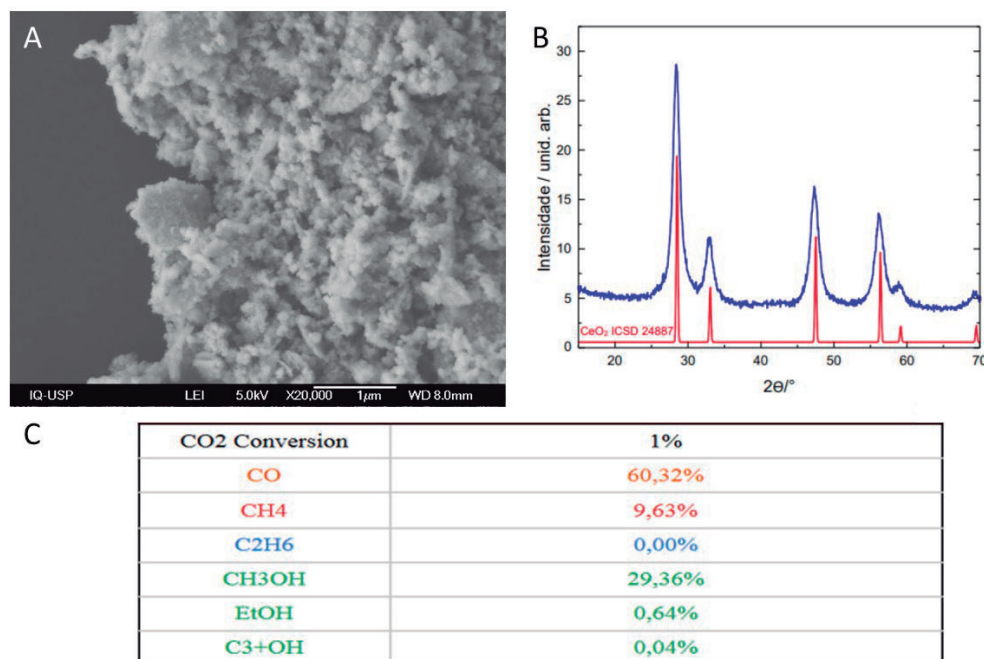 A
IQ-USP LEI 5.0kV X20,000 1µm WD 8.0mm
B
Intensidade / unid. arb.
30
25
20
15
10
5
0
CeO₂ ICSD 24887
20 30 40 50 60 70
2θ/°
C
CO2 Conversion 1%
CO 60,32%
CH4 9,63%
C2H6 0,00%
CH3OH 29,36%
EtOH 0,64%
C3+OH 0,04%